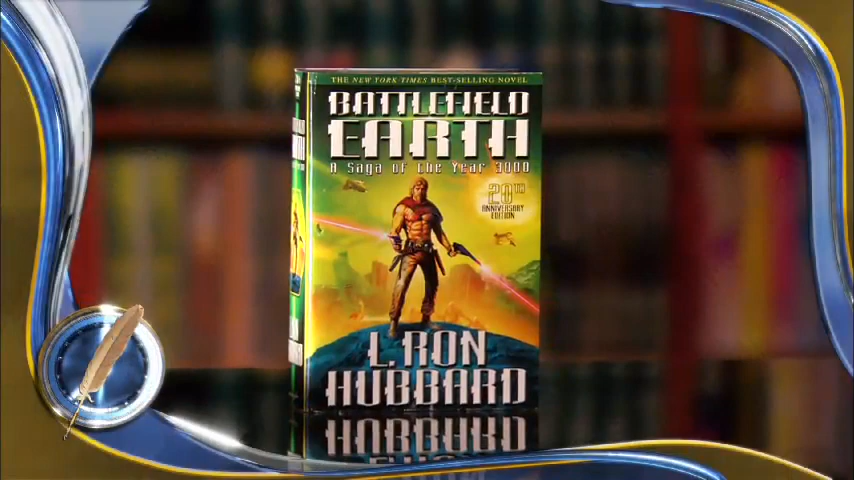 THE NEW YORK TIMES BEST-SELLING NOVEL
BATTLEFIELD
EARTH
A Saga of the Year 3000
20TH
ANNIVERSARY
EDITION
L. RON
HUBBARD